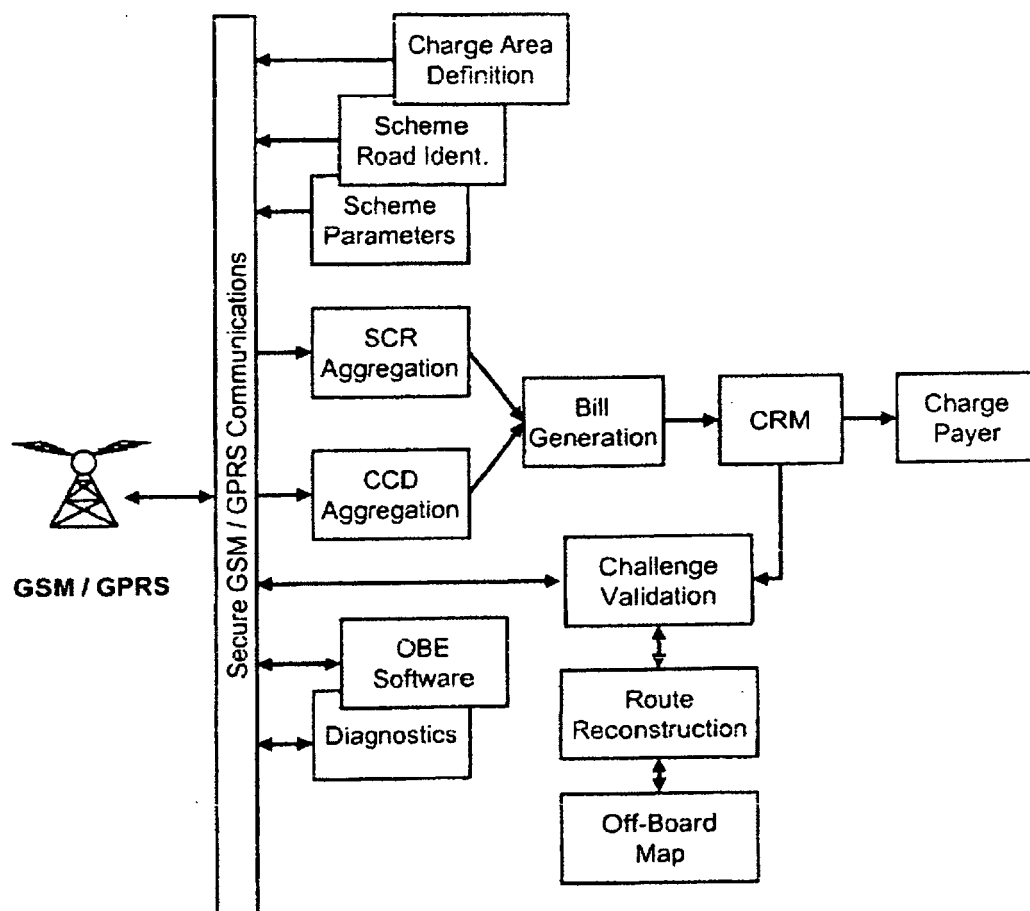 Charge Area
Definition
Scheme
Road Ident.
Scheme
Parameters
Secure GSM / GPRS Communications
SCR
Aggregation
CCD
Aggregation
Bill
Generation
CRM
Charge
Payer
GSM / GPRS
Challenge
Validation
OBE
Software
Diagnostics
Route
Reconstruction
Off-Board
Map